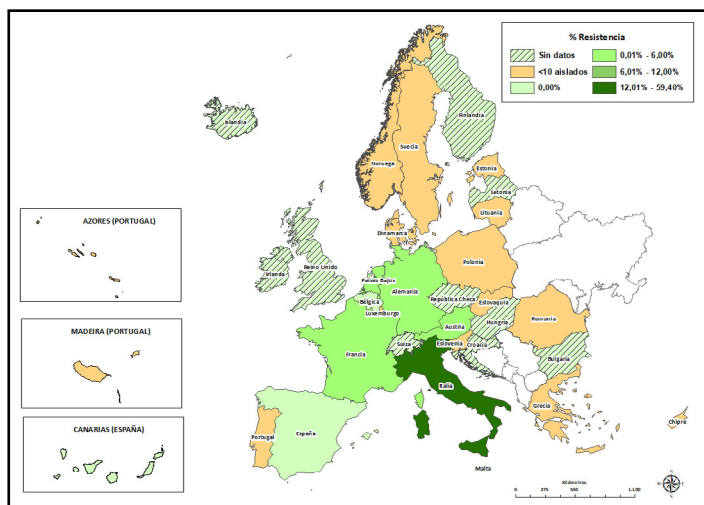 % Resistencia
Sin datos
<10 aislados
0,00%
0,01% - 6,00%
6,01% - 12,00%
12,01% - 59,40%
Islandia
Finlandia
Suecia
Noruega
Estonia
Letonia
Lituania
Dinamarca
AZORES (PORTUGAL)
Irlanda
Reino Unido
Países Bajos
Alemania
Polonia
Bélgica
Luxemburgo
República Checa
Eslovaquia
MADEIRA (PORTUGAL)
Francia
Suiza
Austria
Hungría
Eslovenia
Croacia
Rumania
Bulgaria
Italia
CANARIAS (ESPAÑA)
Portugal
España
Grecia
Chipre
Malta
Kilómetros
0 275 550 1.100
N